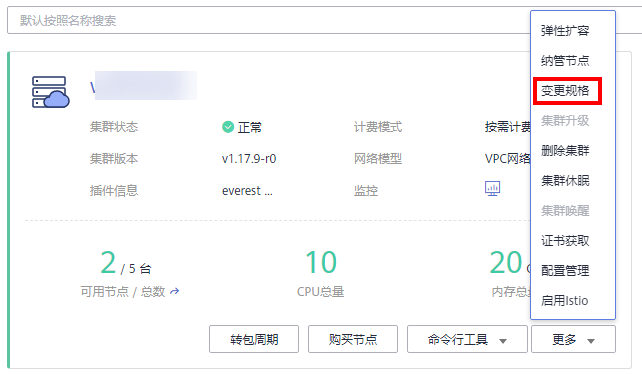 默认按照名称搜索
集群状态
正常
计费模式
按需计费
集群版本
v1.17.9-r0
网络模型
VPC网络
插件信息
everest ...
监控
2 / 5 台
可用节点 / 总数
10
CPU总量
20
内存总
转包周期
购买节点
命令行工具
更多
弹性扩容
纳管节点
变更规格
集群升级
删除集群
集群休眠
集群唤醒
证书获取
配置管理
启用Istio